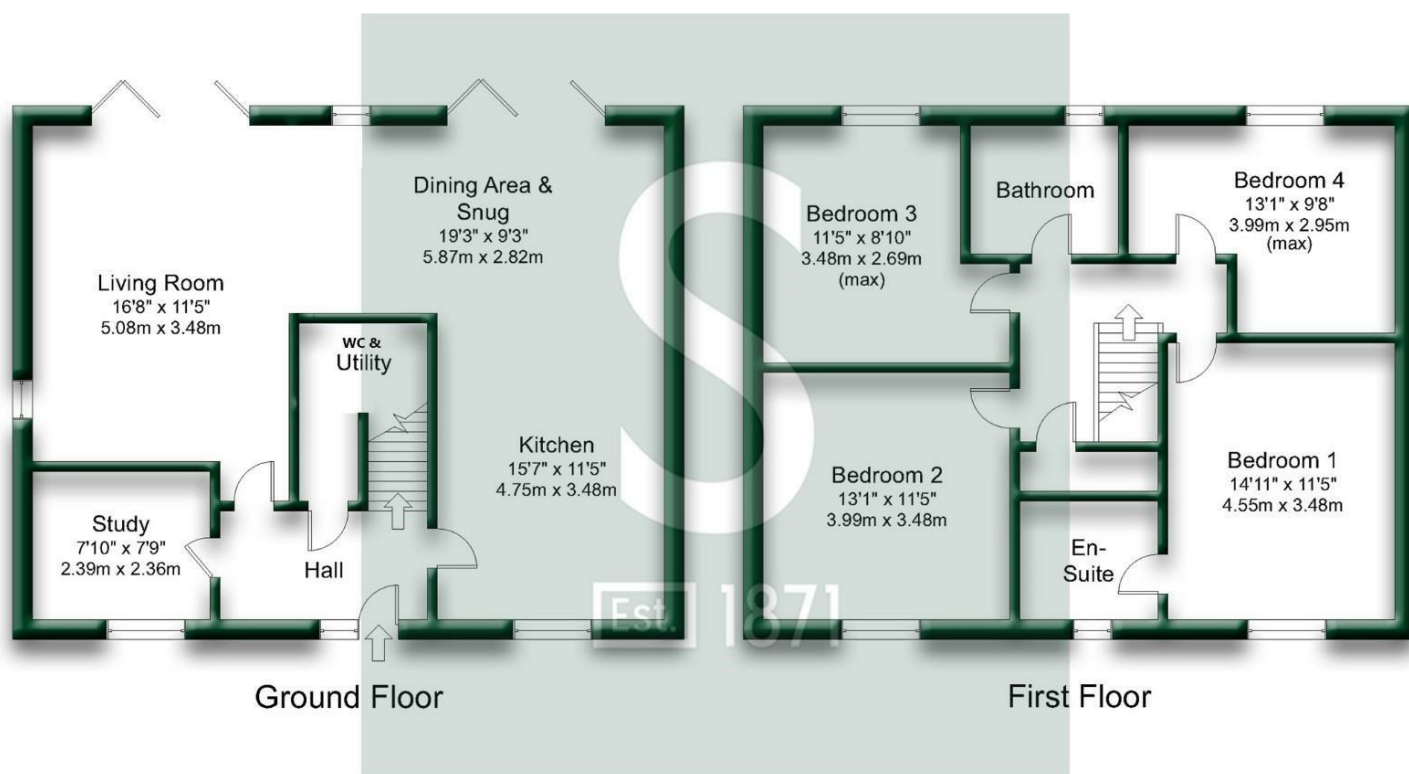 Living Room
16'8" x 11'5"
5.08m x 3.48m
Dining Area &
Snug
19'3" x 9'3"
5.87m x 2.82m
WC &
Utility
Kitchen
15'7" x 11'5"
4.75m x 3.48m
Study
7'10" x 7'9"
2.39m x 2.36m
Hall
Ground Floor
Bedroom 3
11'5" x 8'10"
3.48m x 2.69m
(max)
Bathroom
Bedroom 4
13'1" x 9'8"
3.99m x 2.95m
(max)
Bedroom 2
13'1" x 11'5"
3.99m x 3.48m
Bedroom 1
14'11" x 11'5"
4.55m x 3.48m
En-
Suite
First Floor
S
Est. 1871